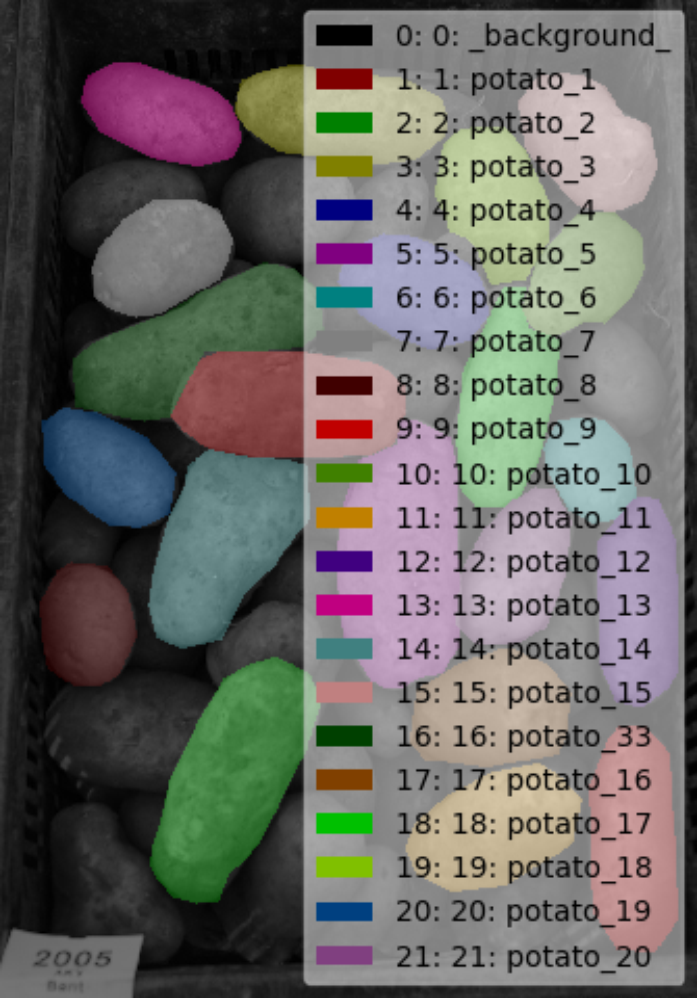 0: 0: _background_
1: 1: potato_1
2: 2: potato_2
3: 3: potato_3
4: 4: potato_4
5: 5: potato_5
6: 6: potato_6
7: 7: potato_7
8: 8: potato_8
9: 9: potato_9
10: 10: potato_10
11: 11: potato_11
12: 12: potato_12
13: 13: potato_13
14: 14: potato_14
15: 15: potato_15
16: 16: potato_33
17: 17: potato_16
18: 18: potato_17
19: 19: potato_18
20: 20: potato_19
21: 21: potato_20
2005